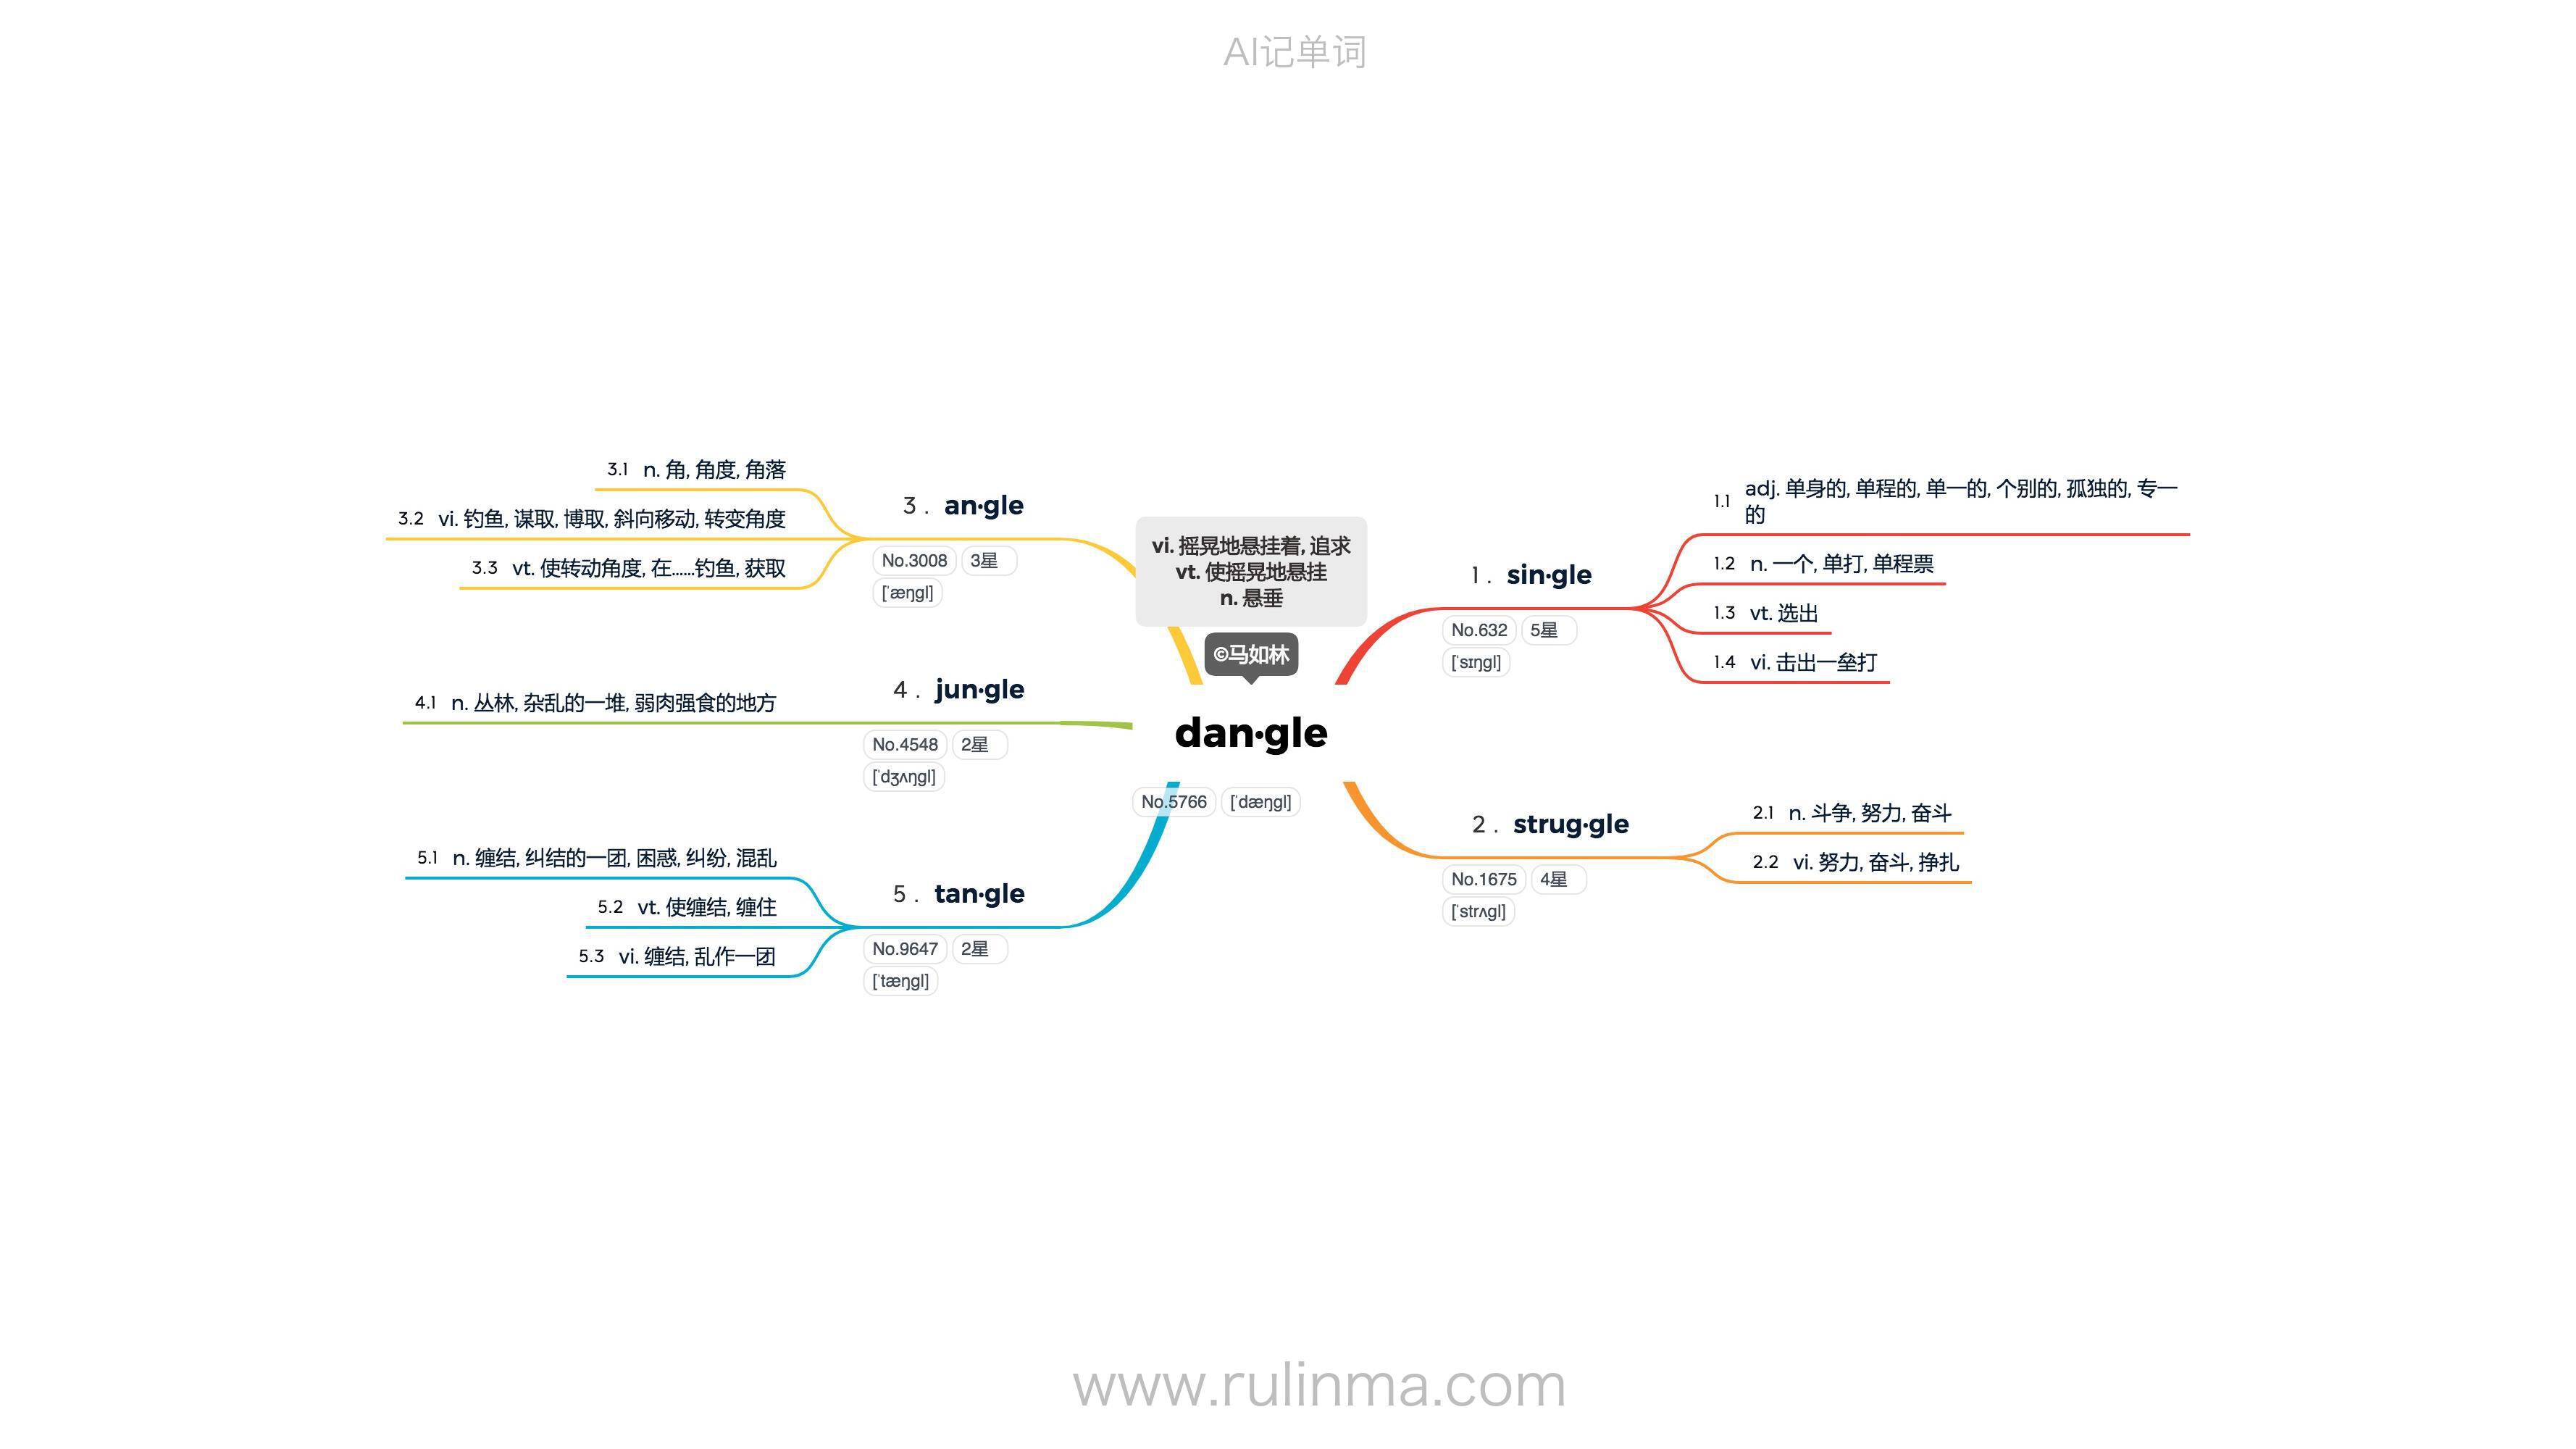 AI记单词
vi. 摇晃地悬挂着, 追求
vt. 使摇晃地悬挂
n. 悬垂
©马如林
dan·gle
No.5766 [ˈdæŋgl]
1 . sin·gle
No.632 5星
[ˈsɪŋgl]
1.1 adj. 单身的, 单程的, 单一的, 个别的, 孤独的, 专一
的
1.2 n. 一个, 单打, 单程票
1.3 vt. 选出
1.4 vi. 击出一垒打
2 . strug·gle
No.1675 4星
[ˈstrʌgl]
2.1 n. 斗争, 努力, 奋斗
2.2 vi. 努力, 奋斗, 挣扎
3 . an·gle
No.3008 3星
[ˈæŋgl]
3.1 n. 角, 角度, 角落
3.2 vi. 钓鱼, 谋取, 博取, 斜向移动, 转变角度
3.3 vt. 使转动角度, 在......钓鱼, 获取
4 . jun·gle
No.4548 2星
[ˈdʒʌŋgl]
4.1 n. 丛林, 杂乱的一堆, 弱肉强食的地方
5 . tan·gle
No.9647 2星
[ˈtæŋgl]
5.1 n. 缠结, 纠结的一团, 困惑, 纠纷, 混乱
5.2 vt. 使缠结, 缠住
5.3 vi. 缠结, 乱作一团
www.rulinma.com